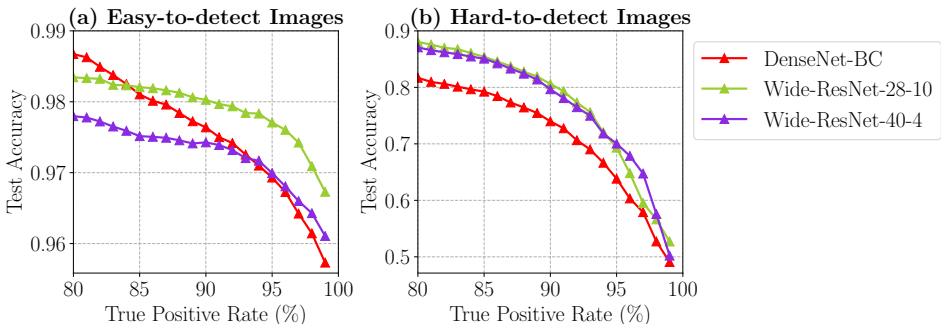 (a) Easy-to-detect Images
0.99
0.98
0.97
0.96
Test Accuracy
80 85 90 95 100
True Positive Rate (%)
(b) Hard-to-detect Images
0.9
0.8
0.7
0.6
0.5
Test Accuracy
80 85 90 95 100
True Positive Rate (%)
DenseNet-BC
Wide-ResNet-28-10
Wide-ResNet-40-4